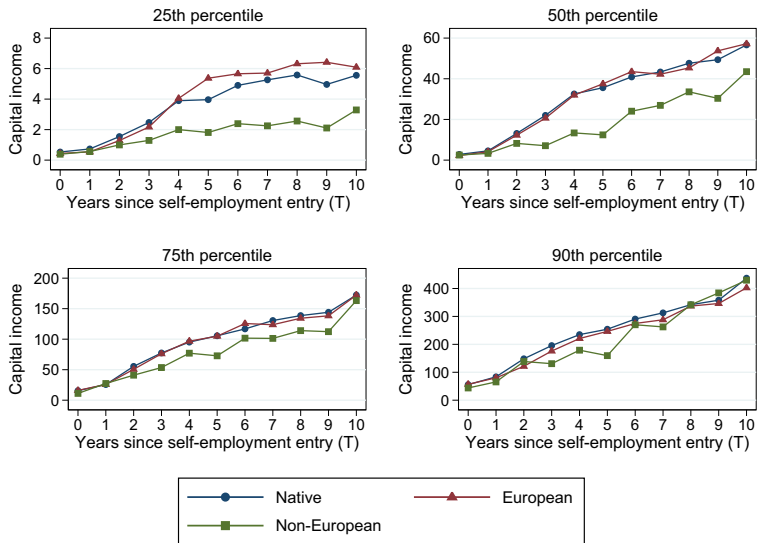 25th percentile
Capital income
8
6
4
2
0
0 1 2 3 4 5 6 7 8 9 10
Years since self-employment entry (T)
50th percentile
Capital income
60
40
20
0
0 1 2 3 4 5 6 7 8 9 10
Years since self-employment entry (T)
75th percentile
Capital income
200
150
100
50
0
0 1 2 3 4 5 6 7 8 9 10
Years since self-employment entry (T)
90th percentile
Capital income
400
300
200
100
0
0 1 2 3 4 5 6 7 8 9 10
Years since self-employment entry (T)
Native European
Non-European